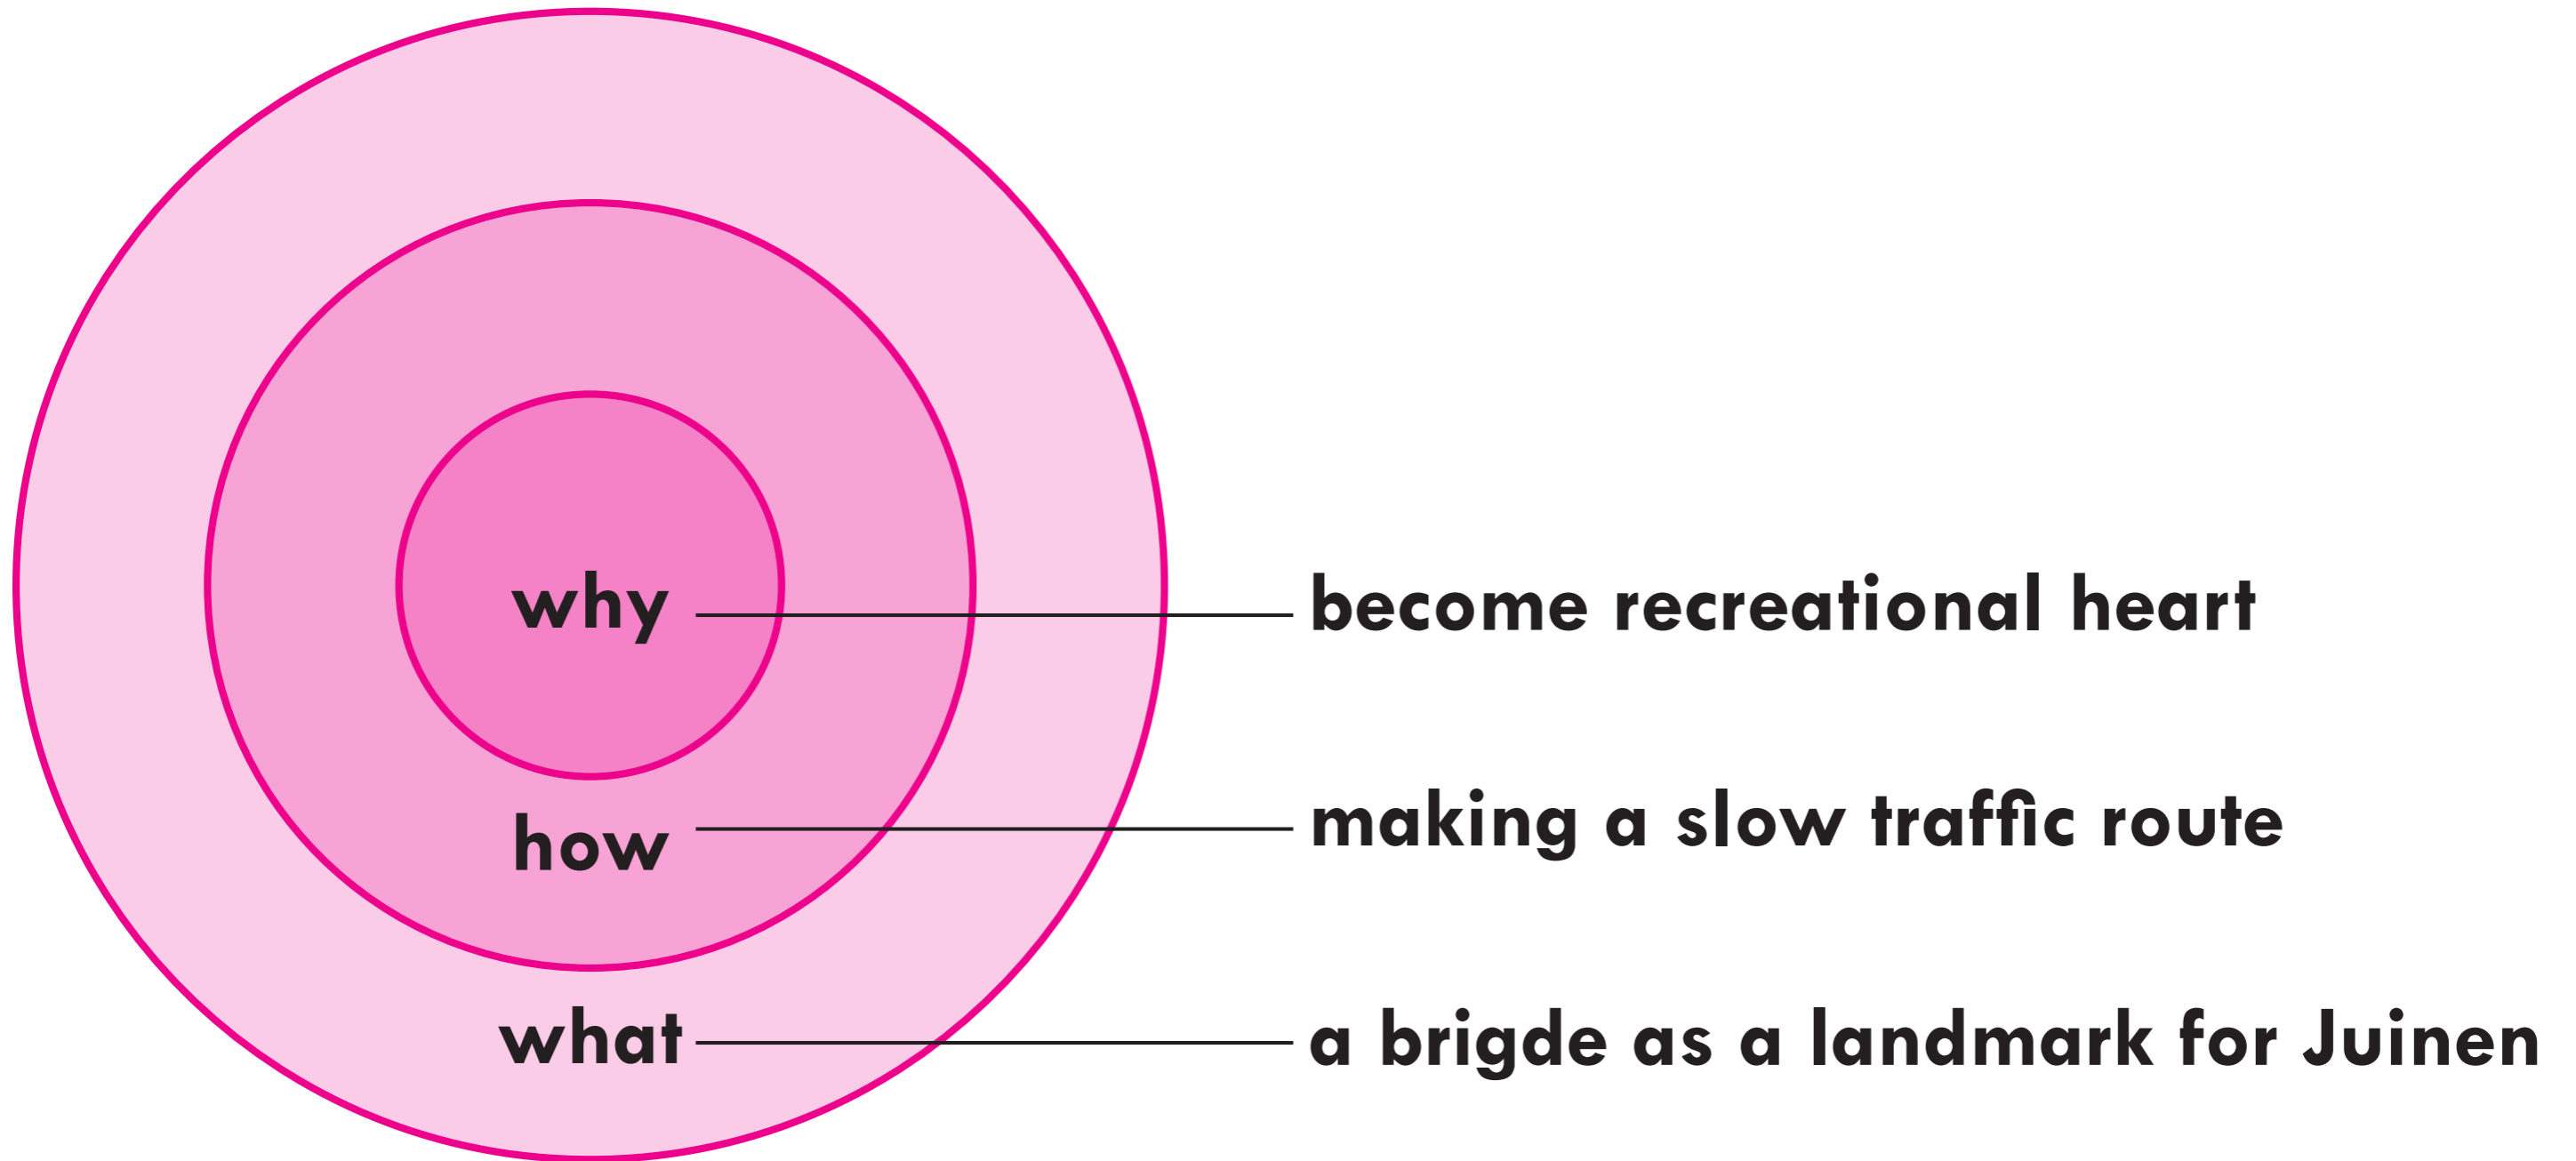 why become recreational heart
how making a slow traffic route
what a brigde as a landmark for Juinen